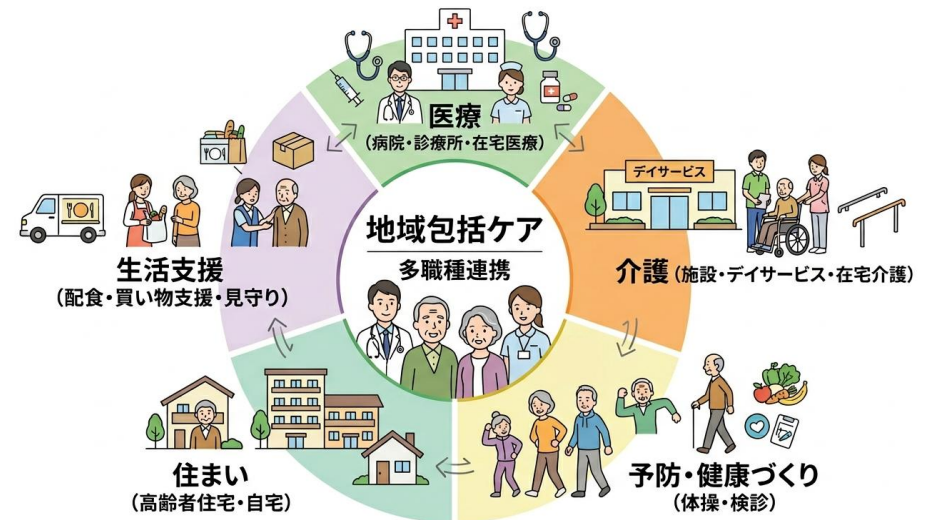 医療
(病院・診療所・在宅医療)
デイサービス
介護(施設・デイサービス・在宅介護)
地域包括ケア
多職種連携
生活支援
(配食・買い物支援・見守り)
住まい
(高齢者住宅・自宅)
予防・健康づくり
(体操・検診)